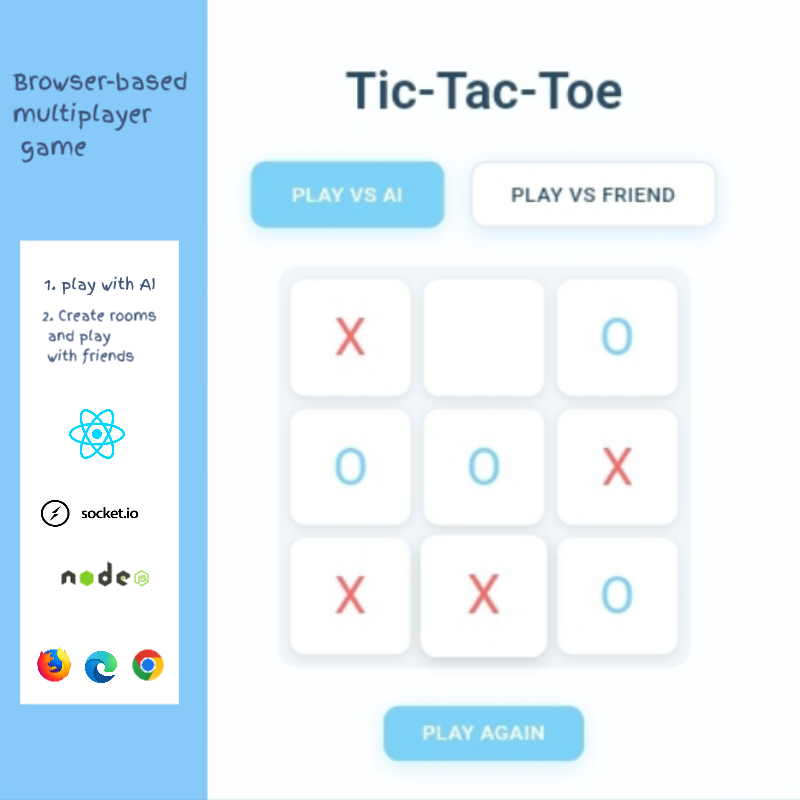 Browser-based
multiplayer
game
1. play with AI
2. Create rooms
and play
with friends
socket.io
node JS
Tic-Tac-Toe
PLAY VS AI
PLAY VS FRIEND
X
O
O
O
X
X
X
O
PLAY AGAIN